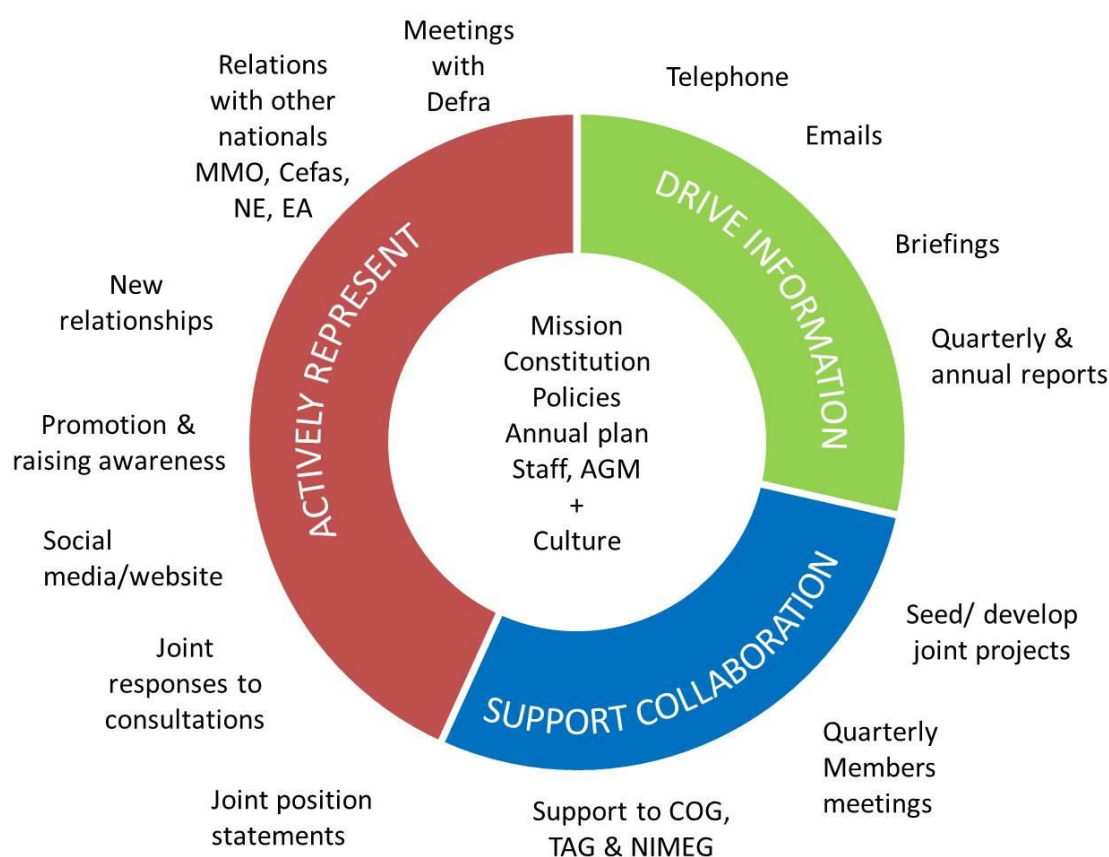 Meetings
with
Defra
Relations
with other
nationals
MMO, Cefas,
NE, EA
New
relationships
Promotion &
raising awareness
Social
media/website
Joint
responses to
consultations
Joint position
statements
ACTIVELY REPRESENT
Telephone
Emails
Briefings
Quarterly &
annual reports
DRIVE INFORMATION
Mission
Constitution
Policies
Annual plan
Staff, AGM
+
Culture
SUPPORT COLLABORATION
Seed/ develop
joint projects
Quarterly
Members
meetings
Support to COG,
TAG & NIMEG